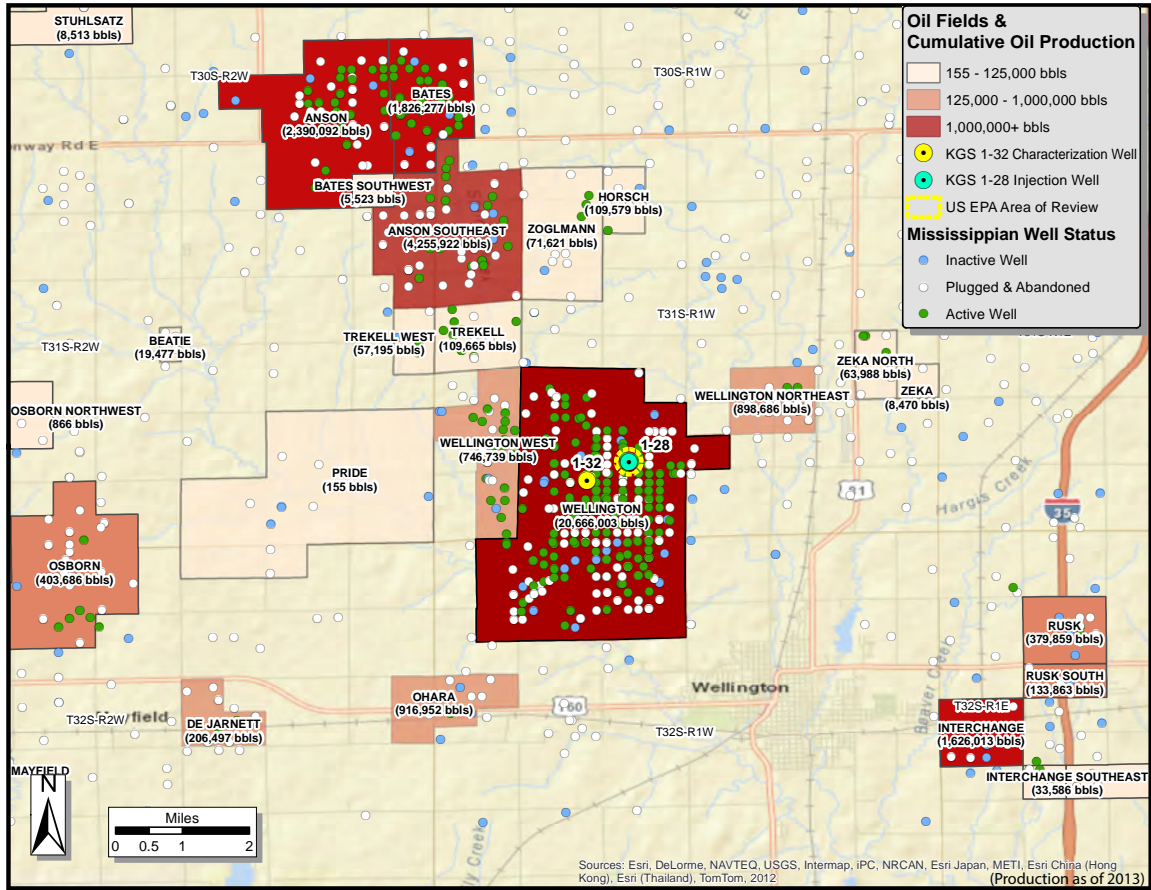 STUHLSATZ
(8,513 bbls)
T30S-R2W
BATES
(1,826,277 bbls)
ANSON
(2,390,092 bbls)
T30S-R1W
nway Rd E
BATES SOUTHWEST
(5,523 bbls)
HORSCH
(109,579 bbls)
ANSON SOUTHEAST
(4,255,922 bbls)
ZOGLMANN
(71,621 bbls)
T31S-R1W
T31S-R2W
BEATIE
(19,477 bbls)
TREKELL WEST
(57,195 bbls)
TREKELL
(109,665 bbls)
ZEKA NORTH
(63,988 bbls)
ZEKA
(8,470 bbls)
OSBORN NORTHWEST
(866 bbls)
WELLINGTON NORTHEAST
(898,686 bbls)
WELLINGTON WEST
(746,739 bbls)
1-28
1-32
PRIDE
(155 bbls)
81
Hargis Creek
35
WELLINGTON
(20,666,003 bbls)
OSBORN
(403,686 bbls)
RUSK
(379,859 bbls)
RUSK SOUTH
(133,863 bbls)
Beaver Creek
Wellington
OHARA
(916,952 bbls)
160
T32S-R2W
field
DE JARNETT
(206,497 bbls)
T32S-R1W
T32S-R1E
INTERCHANGE
(1,626,013 bbls)
INTERCHANGE SOUTHEAST
(33,586 bbls)
MAYFIELD
N
Miles
0 0.5 1 2
ly Creek
Oil Fields &
Cumulative Oil Production
155 - 125,000 bbls
125,000 - 1,000,000 bbls
1,000,000+ bbls
KGS 1-32 Characterization Well
KGS 1-28 Injection Well
US EPA Area of Review
Mississippian Well Status
Inactive Well
Plugged & Abandoned
Active Well
Sources: Esri, DeLorme, NAVTEQ, USGS, Intermap, iPC, NRCAN, Esri Japan, METI, Esri China (Hong
Kong), Esri (Thailand), TomTom, 2012
(Production as of 2013)